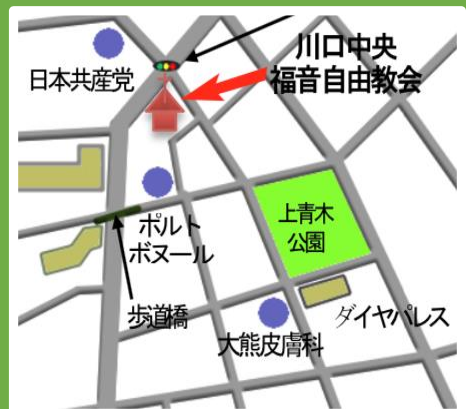 川口中央
福音自由教会
日本共産党
上青木
公園
ポルト
ボヌール
歩道橋
ダイヤパレス
大熊皮膚科